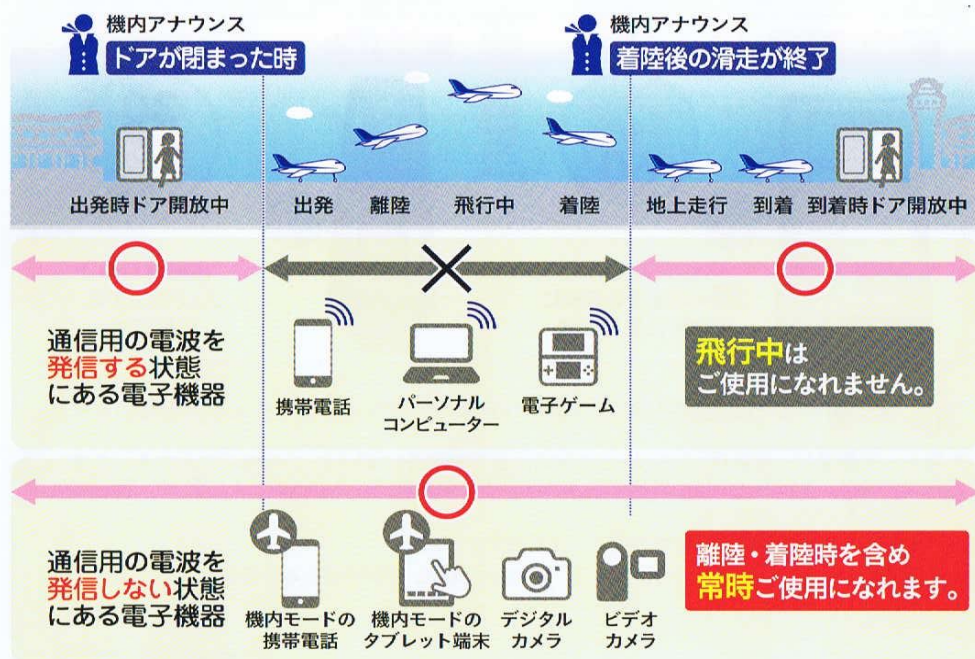 機内アナウンス
ドアが閉まった時
機内アナウンス
着陸後の滑走が終了
出発時ドア開放中
出発
離陸
飛行中
着陸
地上走行
到着
到着時ドア開放中
通信用の電波を
発信する状態
にある電子機器
携帯電話
パーソナル
コンピューター
電子ゲーム
飛行中は
ご使用になれません。
通信用の電波を
発信しない状態
にある電子機器
機内モードの
携帯電話
機内モードの
タブレット端末
デジタル
カメラ
ビデオ
カメラ
離陸・着陸時を含め
常時ご使用になれます。